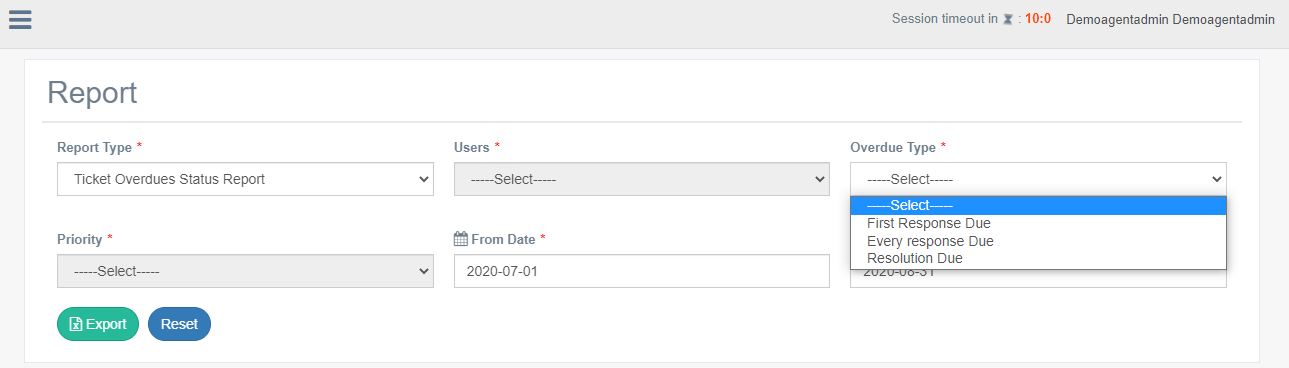 Session timeout in : 10:0 Demoagentadmin Demoagentadmin
Report
Report Type *
Users *
Overdue Type *
Ticket Overdues Status Report
-----Select-----
-----Select-----
-----Select-----
First Response Due
Every response Due
Resolution Due
Priority *
From Date *
-----Select-----
2020-07-01
2020-08-31
Export
Reset